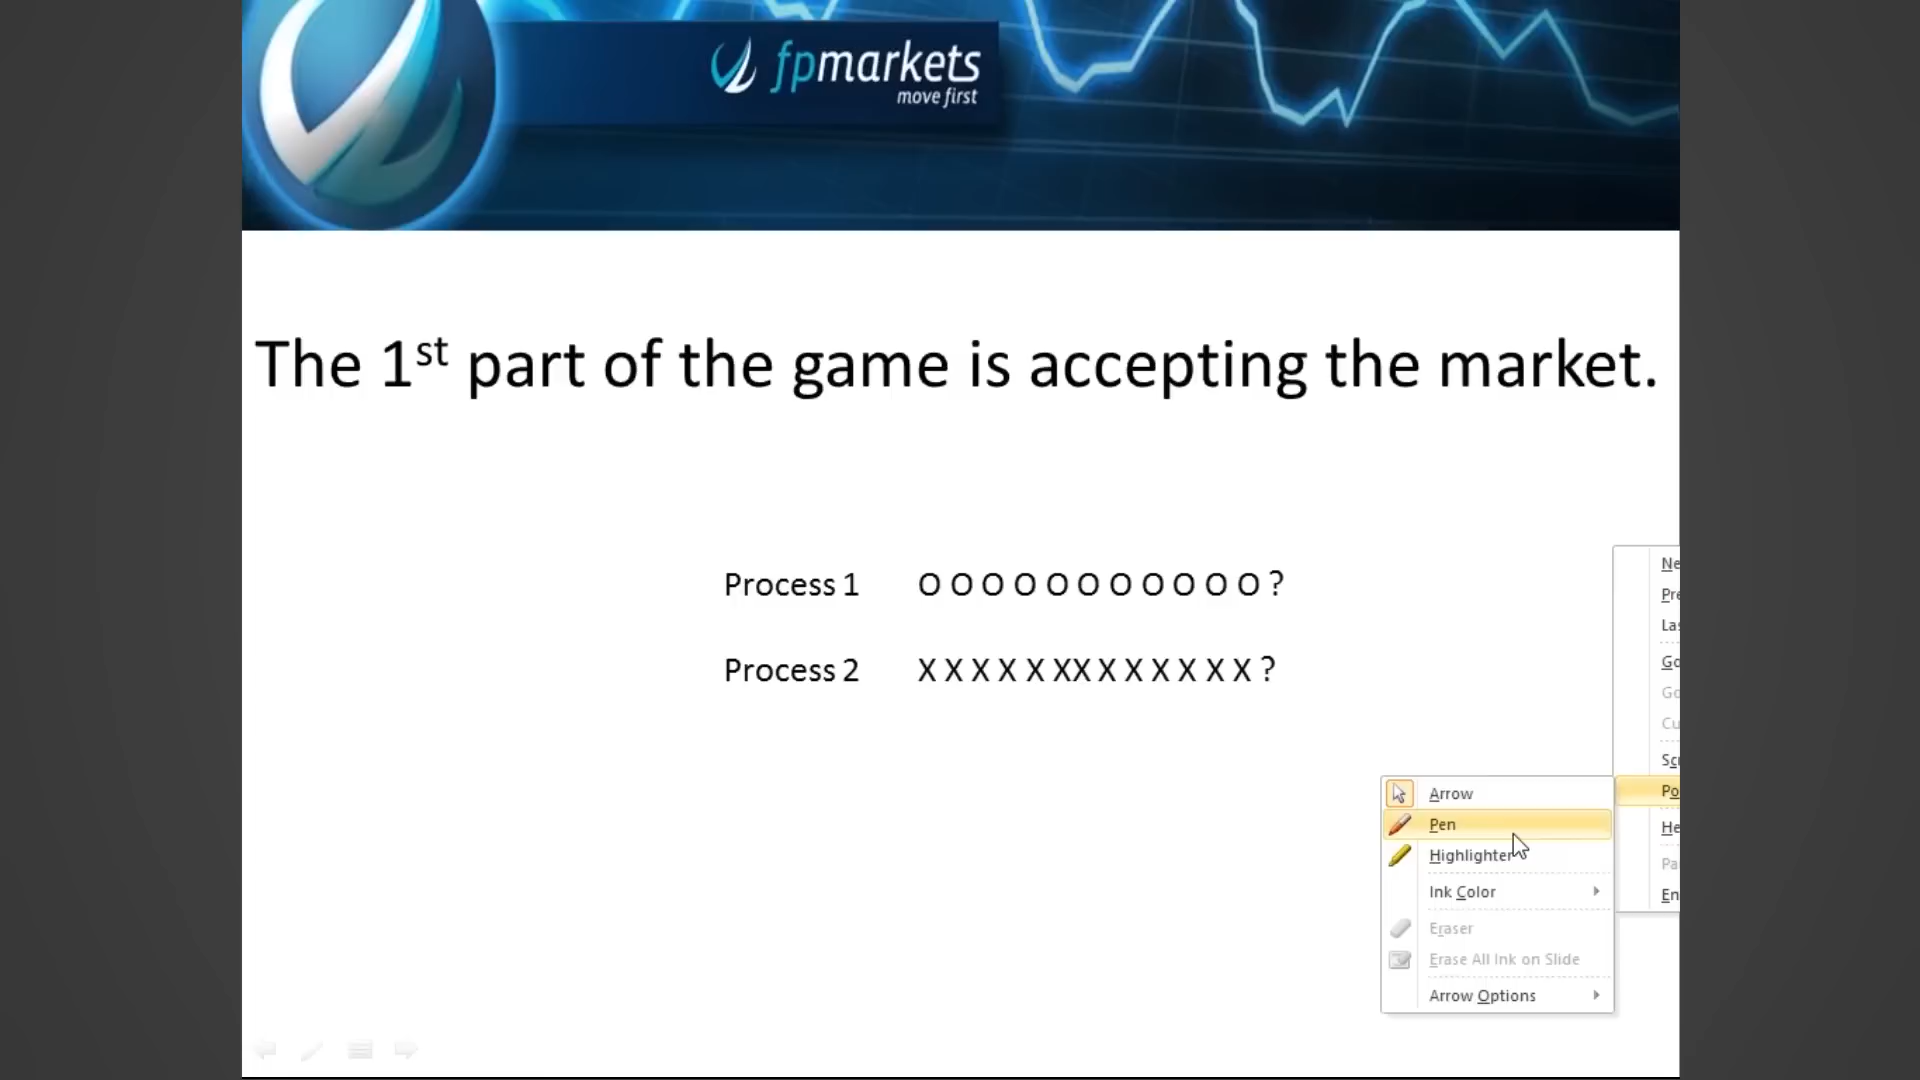 fpmarkets
move first
The 1st part of the game is accepting the market.
Process 1 O O O O O O O O O O O ?
Process 2 X X X X X XX X X X X X X ?
Arrow
Pen
Highlighter
Ink Color
Eraser
Erase All Ink on Slide
Arrow Options